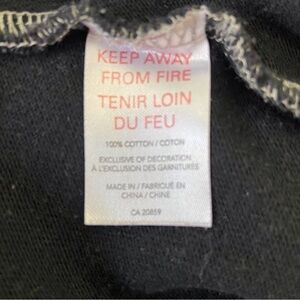 KEEP AWAY
FROM FIRE
TENIR LOIN
DU FEU
100% COTTON / COTON
EXCLUSIVE OF DECORATION
À L'EXCLUSION DES GARNITURES
MADE IN / FABRIQUÉ EN
CHINA / CHINE
CA 20859